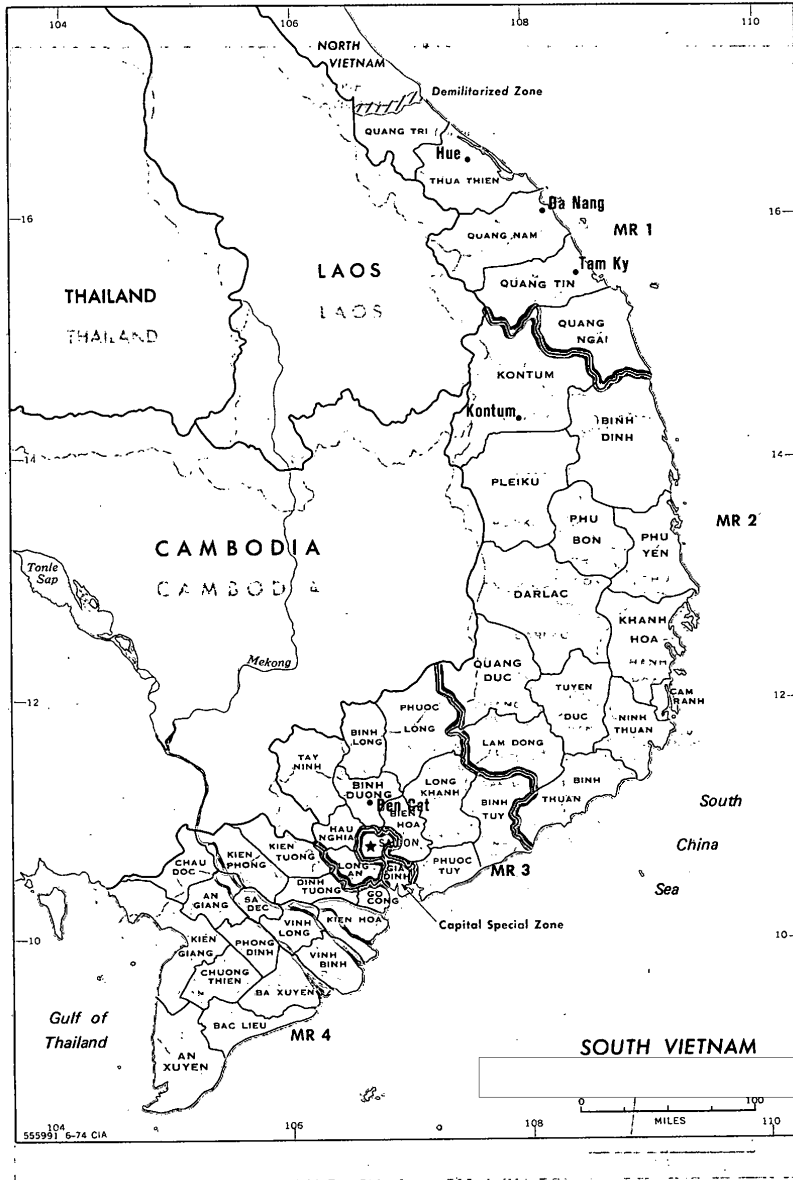 104
106
108
110
NORTH
VIETNAM
Demilitarized Zone
QUANG TRI
Hue
THUA THIEN
16
16
Da Nang
MR 1
QUANG NAM
Tam Ky
QUANG TIN
LAOS
LAOS
THAILAND
THAILAND
QUANG
NGAI
KONTUM
Kontum
BINH
DINH
14
14
PLEIKU
PHU
BON
PHU
YEN
MR 2
CAMBODIA
CAMBODIA
Tonle
Sap
DARLAC
KHANH
HOA
Mekong
QUANG
DUC
TUYEN
DUC
CAM
RANH
12
12
NINH
THUAN
PHUOC
LONG
BINH
LONG
LAM DONG
TAY
NINH
BINH
DUONG
Ben Cat
LONG
KHANH
BINH
TUY
BINH
THUAN
BIEN
HOA
HAU
NGHIA
SAIGON
South
China
Sea
CHAU
DOC
KIEN
PHONG
KIEN
TUONG
LONG
AN
GIA
DINH
PHUOC
TUY
MR 3
DINH
TUONG
GO
CONG
Capital Special Zone
AN
GIANG
SA
DEC
VINH
LONG
KIEN HOA
10
10
KIEN
GIANG
PHONG
DINH
VINH
BINH
CHUONG
THIEN
BA XUYEN
BAC LIEU
MR 4
AN
XUYEN
Gulf of
Thailand
SOUTH VIETNAM
0
100
MILES
104
106
108
110
555991 6-74 CIA